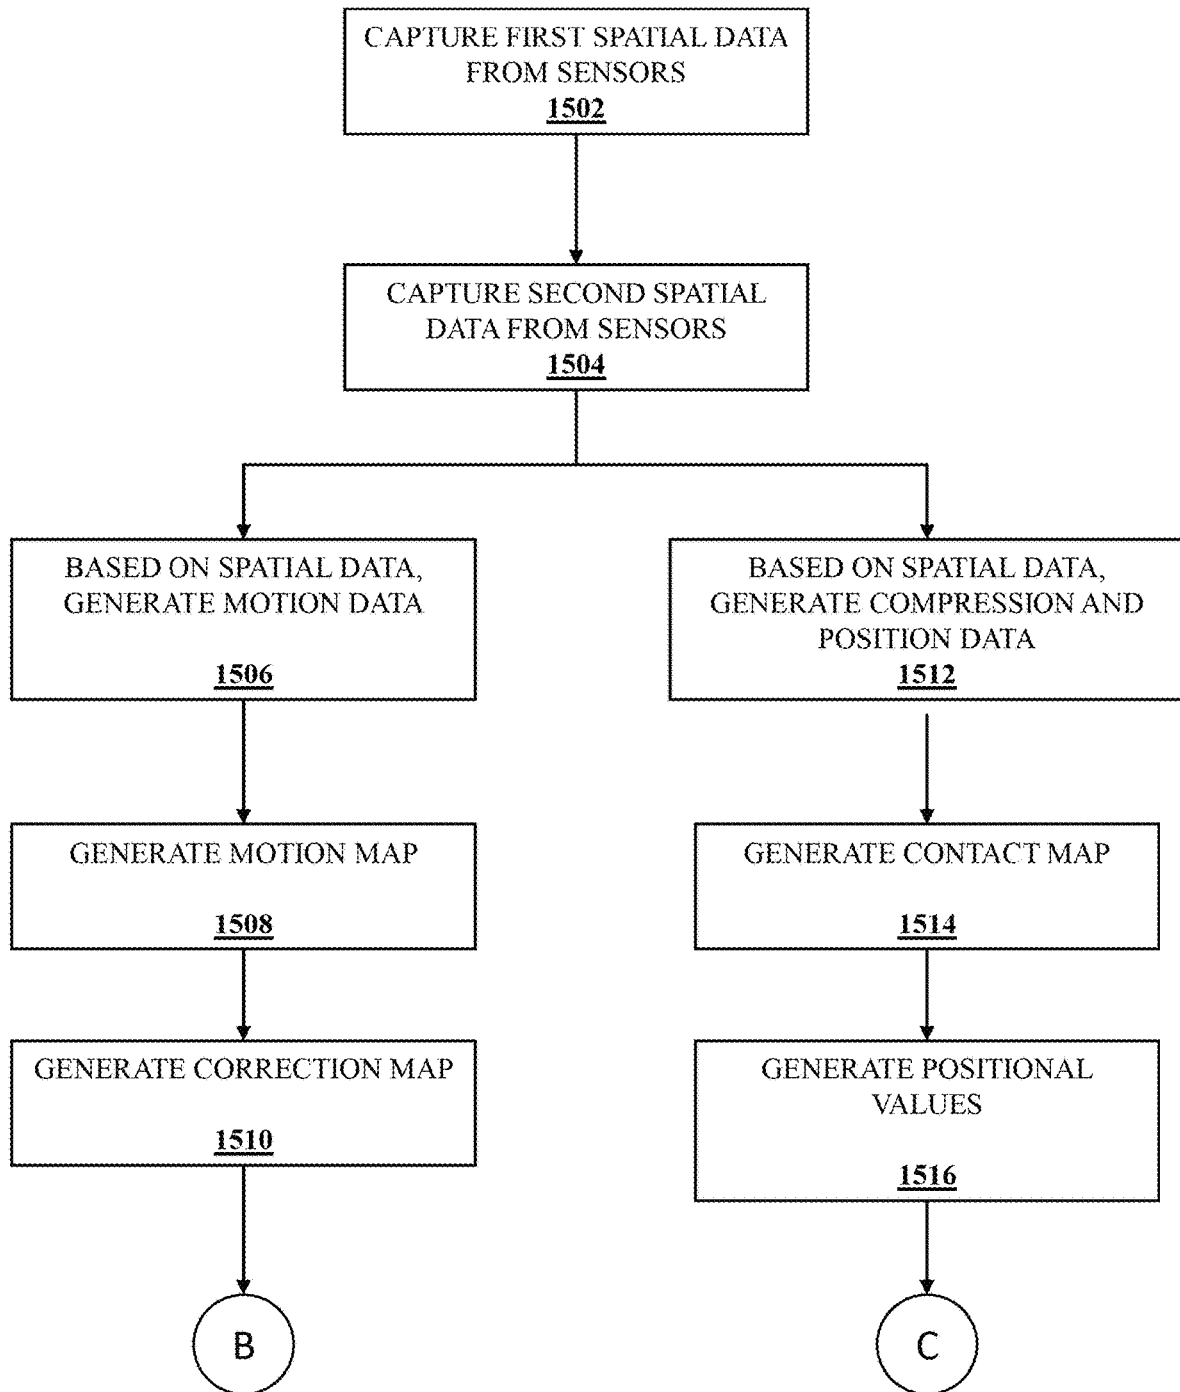 CAPTURE FIRST SPATIAL DATA
FROM SENSORS
1502
CAPTURE SECOND SPATIAL
DATA FROM SENSORS
1504
BASED ON SPATIAL DATA,
GENERATE MOTION DATA
1506
BASED ON SPATIAL DATA,
GENERATE COMPRESSION AND
POSITION DATA
1512
GENERATE MOTION MAP
1508
GENERATE CONTACT MAP
1514
GENERATE CORRECTION MAP
1510
GENERATE POSITIONAL
VALUES
1516
B
C